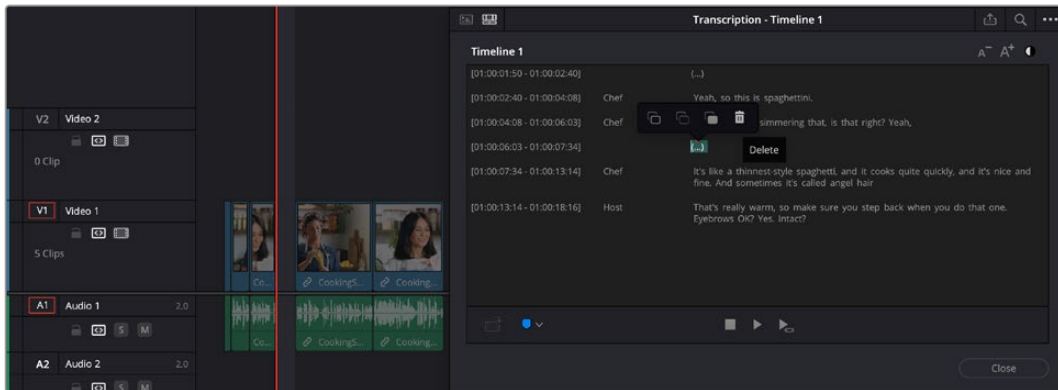 Transcription - Timeline 1
Timeline 1
A- A+
[01:00:01:50 - 01:00:02:40] (...)
[01:00:02:40 - 01:00:04:08] Chef Yeah, so this is spaghettini.
[01:00:04:08 - 01:00:06:03] Chef simmering that, is that right? Yeah,
[01:00:06:03 - 01:00:07:34] (...)
Delete
[01:00:07:34 - 01:00:13:14] Chef It's like a thinnest-style spaghetti, and it cooks quite quickly, and it's nice and
fine. And sometimes it's called angel hair
[01:00:13:14 - 01:00:18:16] Host That's really warm, so make sure you step back when you do that one.
Eyebrows OK? Yes. Intact?
Close
V2 Video 2
0 Clip
V1 Video 1
5 Clips
Co... CookingS... Cooking...
A1 Audio 1 2.0
S M
Co... CookingS... Cooking...
A2 Audio 2 2.0
S M